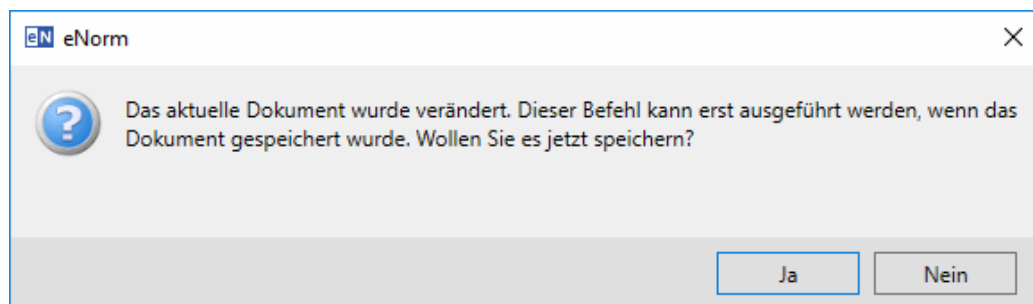 eN eNorm
Das aktuelle Dokument wurde verändert. Dieser Befehl kann erst ausgeführt werden, wenn das
Dokument gespeichert wurde. Wollen Sie es jetzt speichern?
Ja Nein